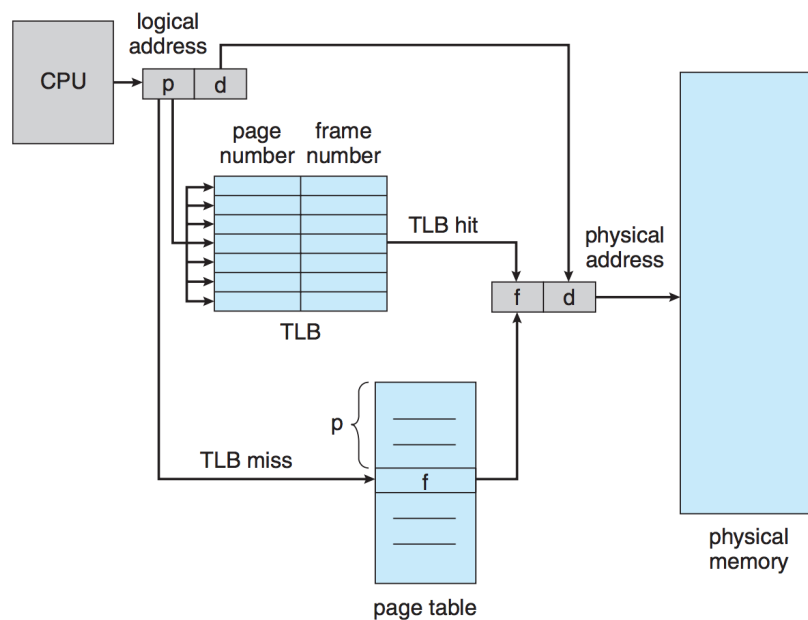 logical
address
CPU
p
d
page
number
frame
number
TLB hit
physical
address
f
d
TLB
p
TLB miss
f
physical
memory
page table